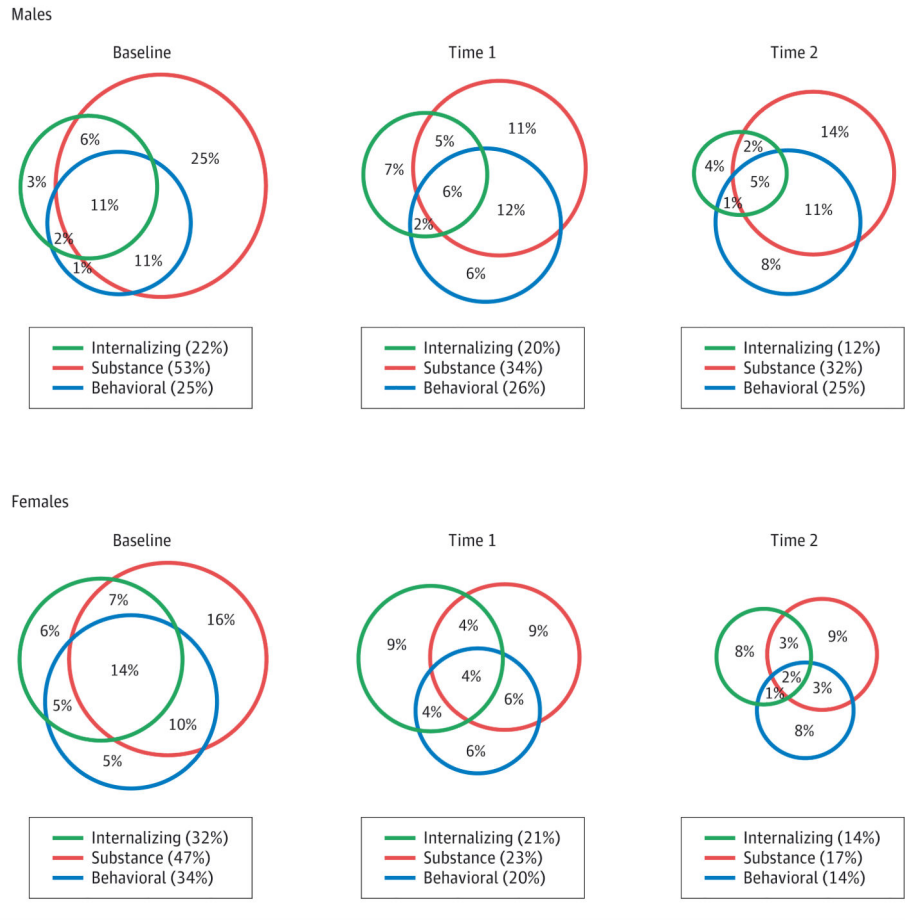 Males
Baseline
Time 1
Time 2
6%
25%
3%
11%
2%
1%
11%
5%
11%
7%
6%
12%
2%
6%
2%
14%
4%
5%
1%
11%
8%
Internalizing (22%)
Substance (53%)
Behavioral (25%)
Internalizing (20%)
Substance (34%)
Behavioral (26%)
Internalizing (12%)
Substance (32%)
Behavioral (25%)
Females
Baseline
Time 1
Time 2
7%
16%
6%
14%
5%
10%
5%
4%
9%
9%
4%
4%
6%
6%
3%
9%
8%
2%
1%
3%
8%
Internalizing (32%)
Substance (47%)
Behavioral (34%)
Internalizing (21%)
Substance (23%)
Behavioral (20%)
Internalizing (14%)
Substance (17%)
Behavioral (14%)